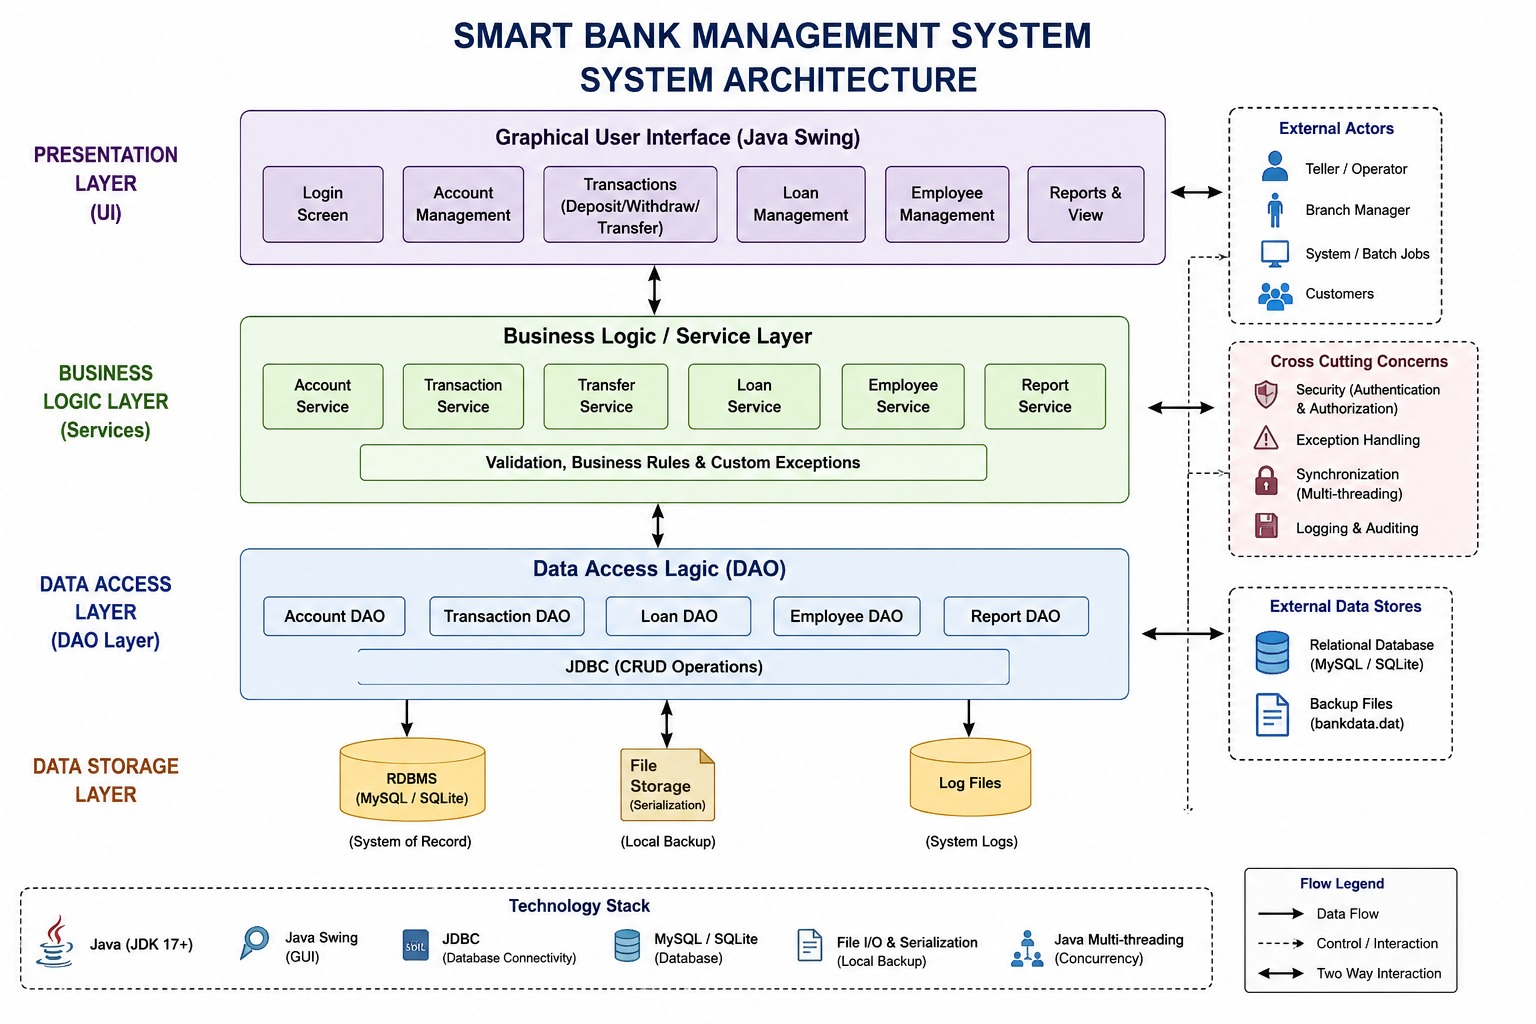 SMART BANK MANAGEMENT SYSTEM
SYSTEM ARCHITECTURE
PRESENTATION
LAYER
(UI)
Graphical User Interface (Java Swing)
Login
Screen
Account
Management
Transactions
(Deposit/Withdraw/
Transfer)
Loan
Management
Employee
Management
Reports &
View
External Actors
Teller / Operator
Branch Manager
System / Batch Jobs
Customers
BUSINESS
LOGIC LAYER
(Services)
Business Logic / Service Layer
Account
Service
Transaction
Service
Transfer
Service
Loan
Service
Employee
Service
Report
Service
Validation, Business Rules & Custom Exceptions
Cross Cutting Concerns
Security (Authentication
& Authorization)
Exception Handling
Synchronization
(Multi-threading)
Logging & Auditing
DATA ACCESS
LAYER
(DAO Layer)
Data Access Lagic (DAO)
Account DAO
Transaction DAO
Loan DAO
Employee DAO
Report DAO
JDBC (CRUD Operations)
External Data Stores
Relational Database
(MySQL / SQLite)
Backup Files
(bankdata.dat)
DATA STORAGE
LAYER
RDBMS
(MySQL / SQLite)
(System of Record)
File
Storage
(Serialization)
(Local Backup)
Log Files
(System Logs)
Technology Stack
Java (JDK 17+)
Java Swing
(GUI)
JDBC
(Database Connectivity)
MySQL / SQLite
(Database)
File I/O & Serialization
(Local Backup)
Java Multi-threading
(Concurrency)
Flow Legend
Data Flow
Control / Interaction
Two Way Interaction